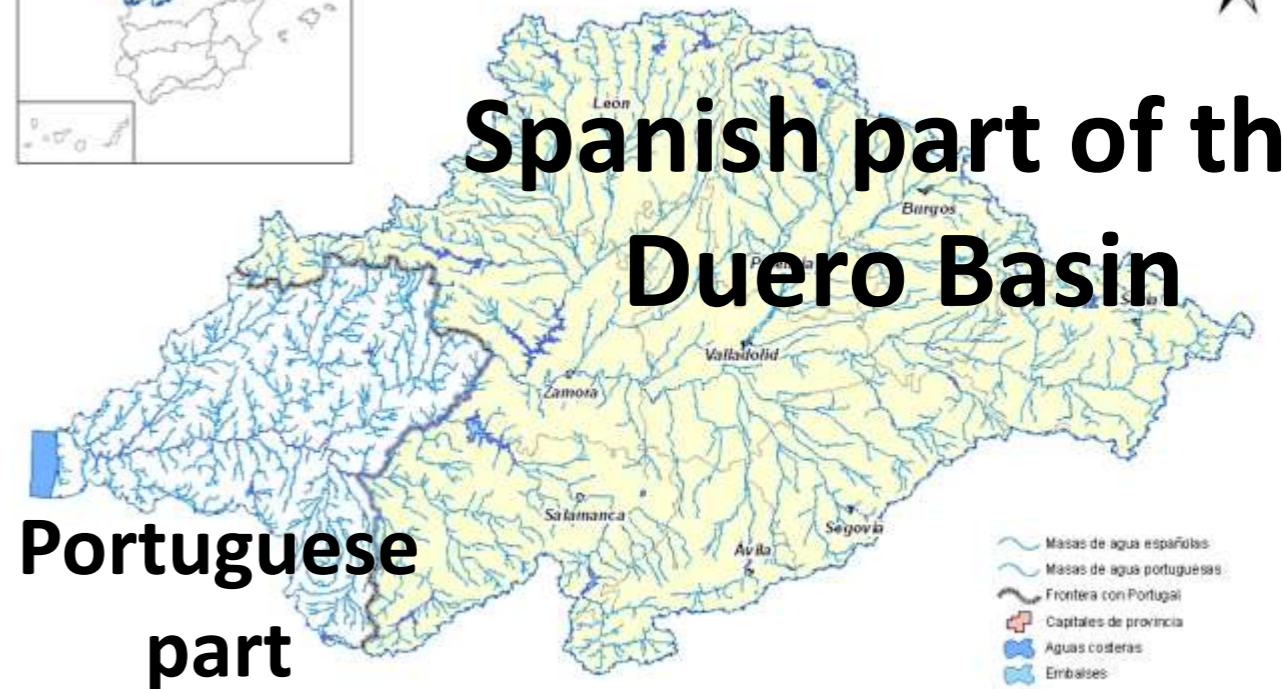 León
Spanish part of th
Duero Basin
Burgos
Valladolid
Zamora
Salamanca
Segovia
Ávila
Portuguese
part
Masas de agua españolas
Masas de agua portuguesas
Frontera con Portugal
Capitales de provincia
Aguas costeras
Embalses